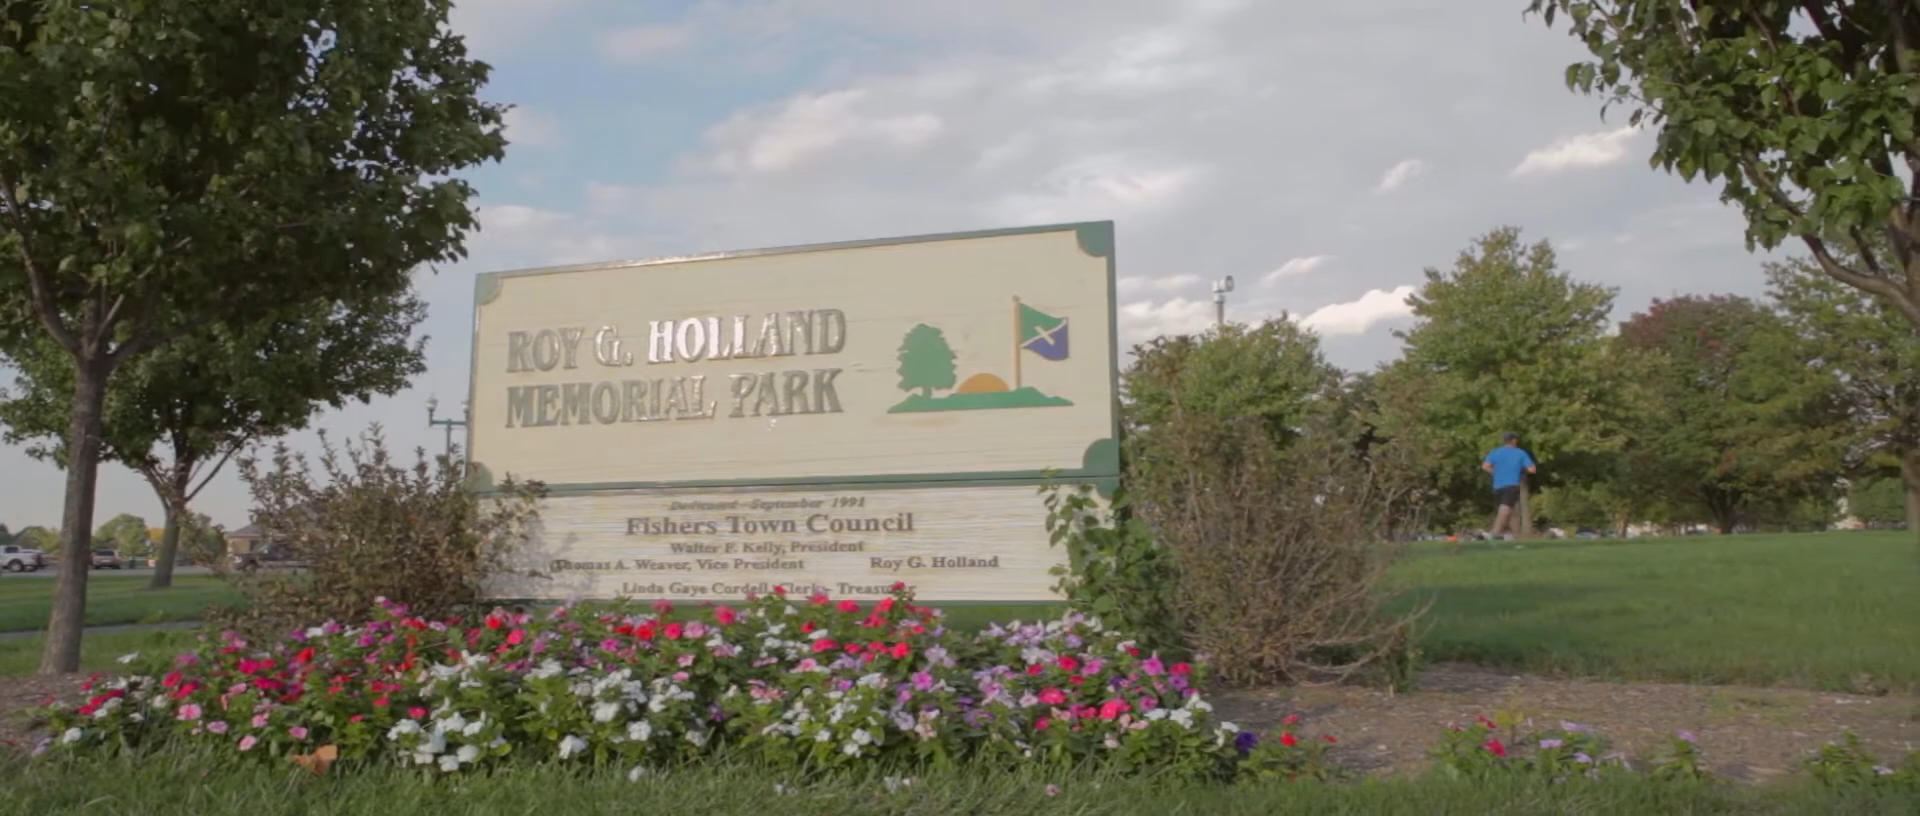 ROY G. HOLLAND
MEMORIAL PARK
Dedicated - September 1991
Fishers Town Council
Walter F. Kelly, President
Thomas A. Weaver, Vice President Roy G. Holland
Linda Gaye Cordell, Clerk - Treasurer